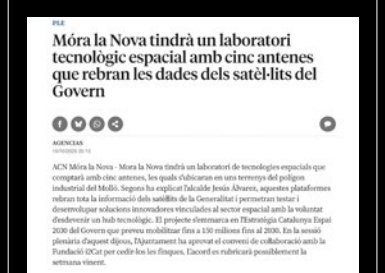 PLE
Móra la Nova tindrà un laboratori
tecnològic espacial amb cinc antenes
que rebran les dades dels satèl·lits del
Govern
AGENCIAS
ACN Móra la Nova.- Mora la Nova tindrà un laboratori de tecnologies espacials que
comptarà amb cinc antenes, les quals s'ubicaran en uns terrenys del polígon
industrial del Molló. Segons ha explicat l'alcalde Jesús Álvarez, aquestes plataformes
rebran tota la informació dels satèl·lits de la Generalitat i permetran testar i
desenvolupar solucions innovadores vinculades al sector espacial amb la voluntat
d'esdevenir un hub tecnològic. El projecte s'emmarca en l'Estratègia Catalunya Espai
2030 del Govern que preveu mobilitzar fins a 150 milions fins al 2030. En la sessió
plenària d'aquest dijous, l'Ajuntament ha aprovat el conveni de col·laboració amb la
Fundació i2Cat per cedir-los les finques. L'acord es rubricarà possiblement la
setmana vinent.